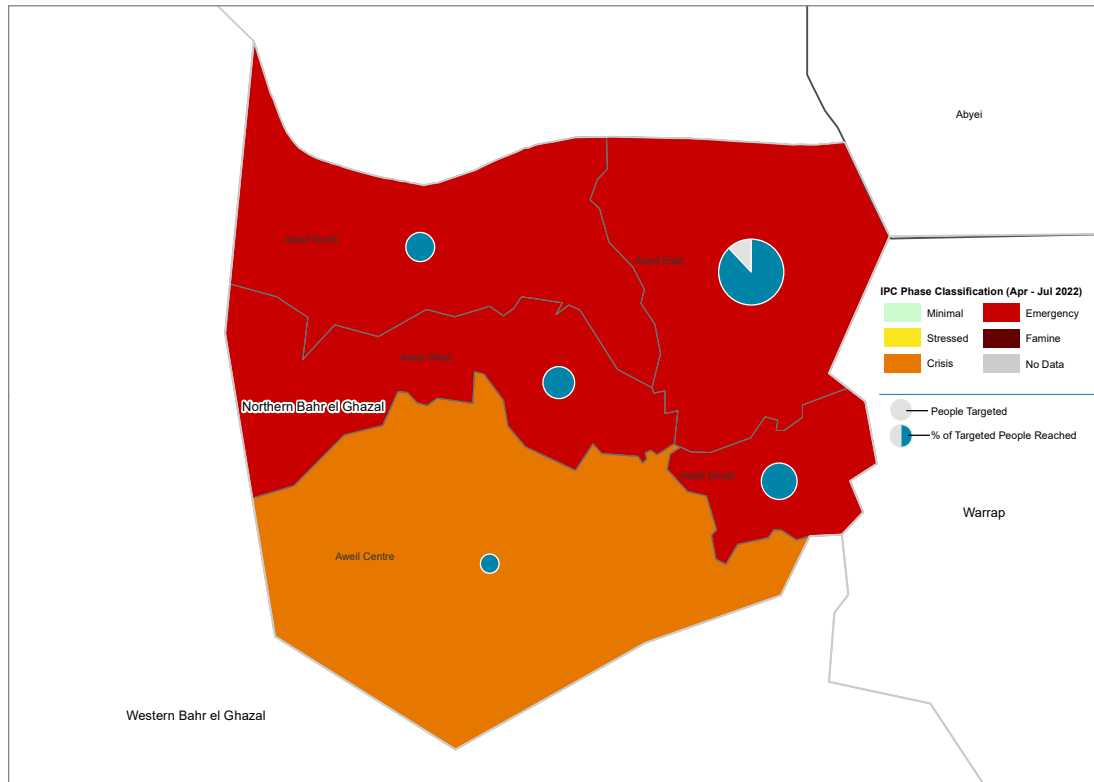 Abyei
Aweil North
Aweil East
IPC Phase Classification (Apr - Jul 2022)
Minimal
Emergency
Stressed
Famine
Crisis
No Data
Aweil West
Northern Bahr el Ghazal
People Targeted
% of Targeted People Reached
Aweil South
Warrap
Aweil Centre
Western Bahr el Ghazal